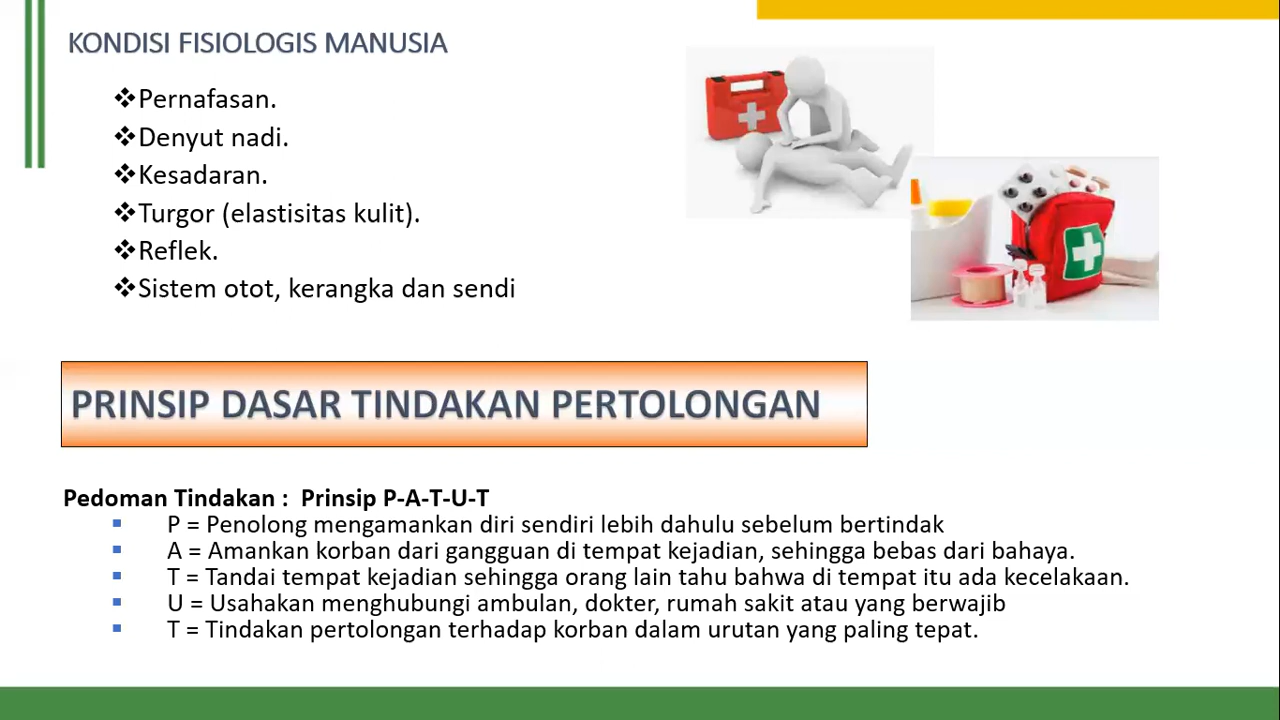 KONDISI FISIOLOGIS MANUSIA
❖Pernafasan.
❖Denyut nadi.
❖Kesadaran.
❖Turgor (elastisitas kulit).
❖Reflek.
❖Sistem otot, kerangka dan sendi
PRINSIP DASAR TINDAKAN PERTOLONGAN
Pedoman Tindakan : Prinsip P-A-T-U-T
▪ P = Penolong mengamankan diri sendiri lebih dahulu sebelum bertindak
▪ A = Amankan korban dari gangguan di tempat kejadian, sehingga bebas dari bahaya.
▪ T = Tandai tempat kejadian sehingga orang lain tahu bahwa di tempat itu ada kecelakaan.
▪ U = Usahakan menghubungi ambulan, dokter, rumah sakit atau yang berwajib
▪ T = Tindakan pertolongan terhadap korban dalam urutan yang paling tepat.